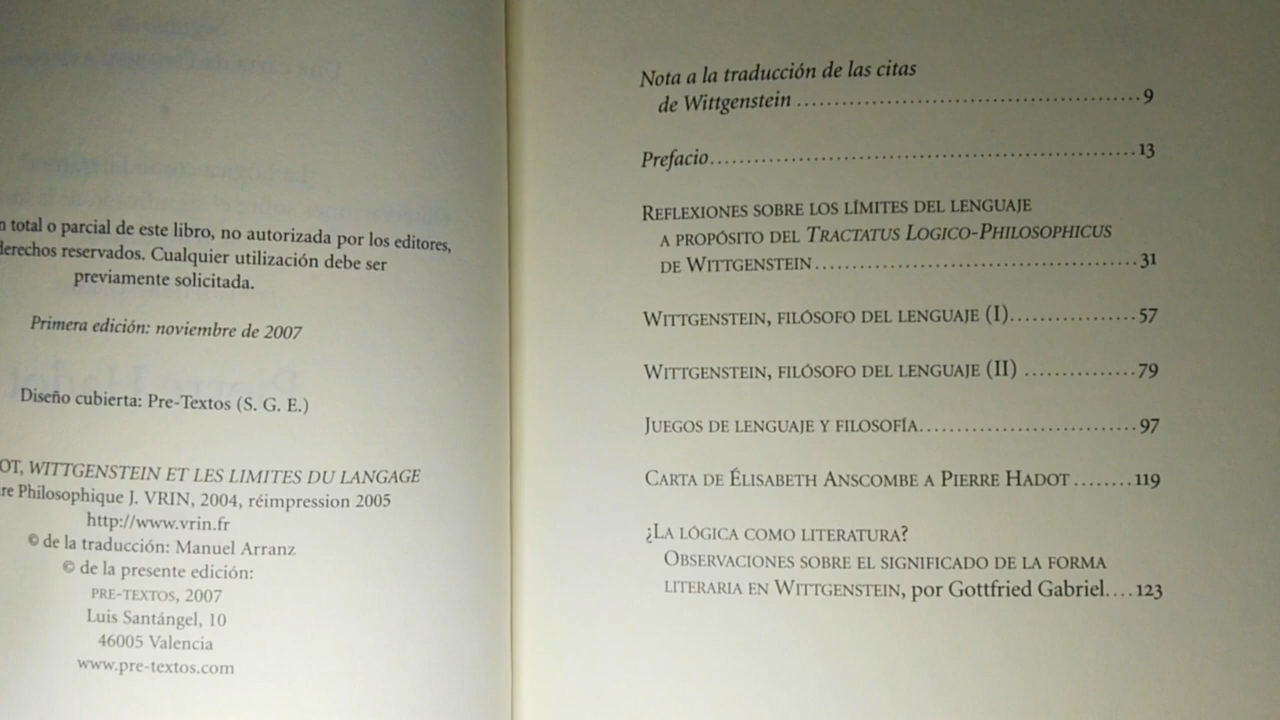 n total o parcial de este libro, no autorizada por los editores,
derechos reservados. Cualquier utilización debe ser
previamente solicitada.
Primera edición: noviembre de 2007
Diseño cubierta: Pre-Textos (S. G. E.)
OT, WITTGENSTEIN ET LES LIMITES DU LANGAGE
re Philosophique J. VRIN, 2004, réimpression 2005
http://www.vrin.fr
© de la traducción: Manuel Arranz
© de la presente edición:
PRE-TEXTOS, 2007
Luis Santángel, 10
46005 Valencia
www.pre-textos.com
Nota a la traducción de las citas
de Wittgenstein ........................................ 9
Prefacio ........................................ 13
REFLEXIONES SOBRE LOS LÍMITES DEL LENGUAJE
A PROPÓSITO DEL TRACTATUS LOGICO-PHILOSOPHICUS
DE WITTGENSTEIN ........................................ 31
WITTGENSTEIN, FILÓSOFO DEL LENGUAJE (I) ................ 57
WITTGENSTEIN, FILÓSOFO DEL LENGUAJE (II) ............... 79
JUEGOS DE LENGUAJE Y FILOSOFÍA ........................... 97
CARTA DE ÉLISABETH ANSCOMBE A PIERRE HADOT ........ 119
¿LA LÓGICA COMO LITERATURA?
OBSERVACIONES SOBRE EL SIGNIFICADO DE LA FORMA
LITERARIA EN WITTGENSTEIN, por Gottfried Gabriel .... 123